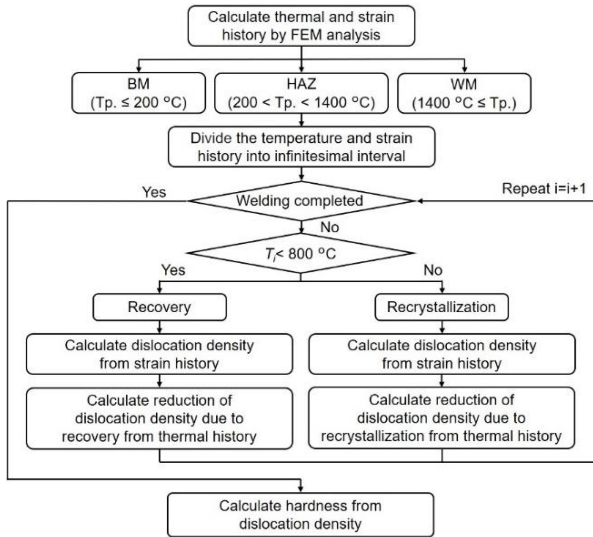 Calculate thermal and strain
history by FEM analysis
BM
(Tp. ≤ 200 °C)
HAZ
(200 < Tp. < 1400 °C)
WM
(1400 °C ≤ Tp.)
Divide the temperature and strain
history into infinitesimal interval
Yes
Welding completed
Repeat i=i+1
No
Ti< 800 °C
Yes
No
Recovery
Recrystallization
Calculate dislocation density
from strain history
Calculate dislocation density
from strain history
Calculate reduction of
dislocation density due to
recovery from thermal history
Calculate reduction of
dislocation density due to
recrystallization from thermal history
Calculate hardness from
dislocation density